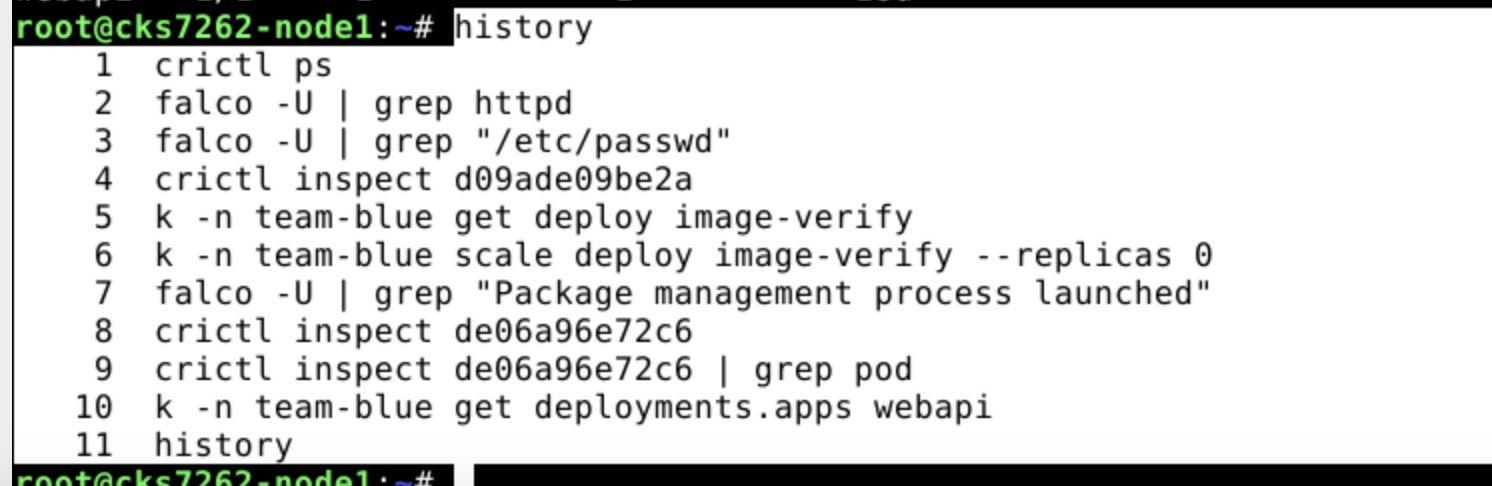 root@cks7262-node1:~# history
1 crictl ps
2 falco -U | grep httpd
3 falco -U | grep "/etc/passwd"
4 crictl inspect d09ade09be2a
5 k -n team-blue get deploy image-verify
6 k -n team-blue scale deploy image-verify --replicas 0
7 falco -U | grep "Package management process launched"
8 crictl inspect de06a96e72c6
9 crictl inspect de06a96e72c6 | grep pod
10 k -n team-blue get deployments.apps webapi
11 history
root@cks7262-node1:~#